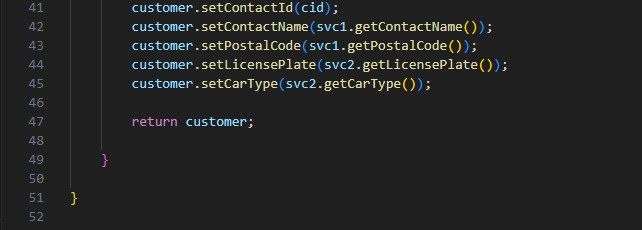 41 customer.setContactId(cid);
42 customer.setContactName(svc1.getContactName());
43 customer.setPostalCode(svc1.getPostalCode());
44 customer.setLicensePlate(svc2.getLicensePlate());
45 customer.setCarType(svc2.getCarType());
46
47 return customer;
48
49 }
50
51 }
52